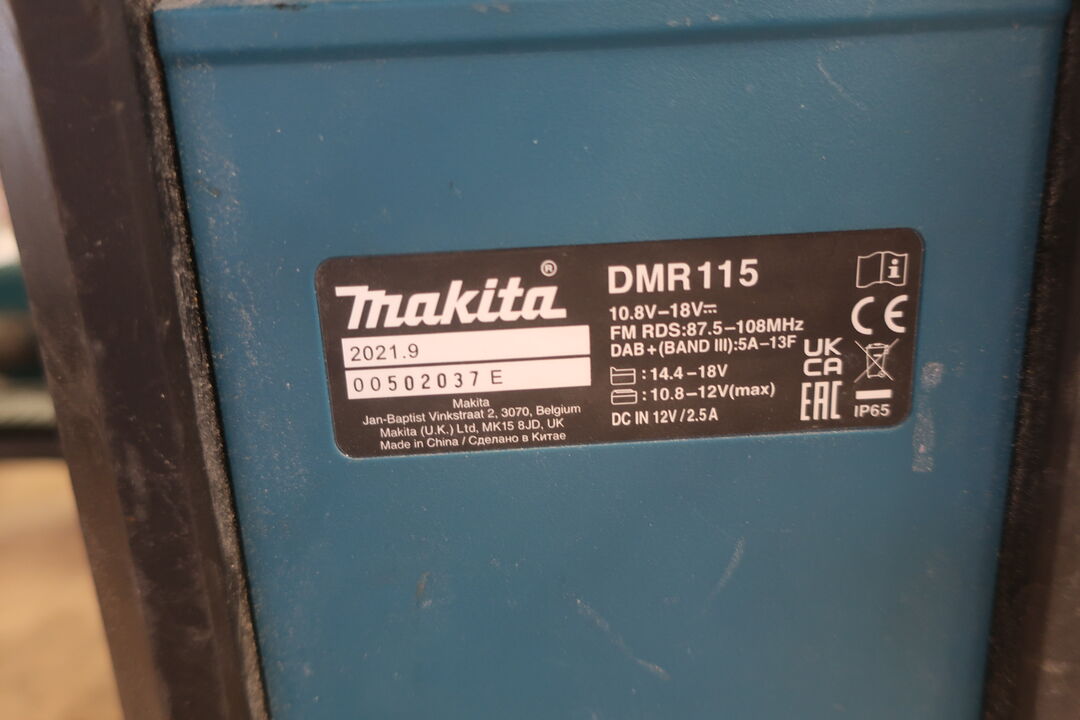 makita®
2021.9
00502037 E
Makita
Jan-Baptist Vinkstraat 2, 3070, Belgium
Makita (U.K.) Ltd, MK15 8JD, UK
Made in China / Сделано в Китае
DMR115
10.8V-18V⎓
FM RDS:87.5-108MHz
DAB+(BAND III):5A-13F
: 14.4-18V
: 10.8-12V(max)
DC IN 12V/2.5A
i
CE
UK
CA
EAC
IP65